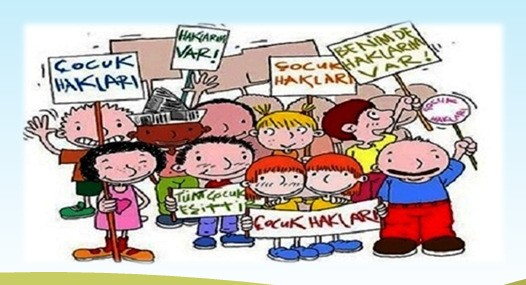 ÇOCUK
HAKLARI
HAKLARIM
VAR!
ÇOCUK
HAKLARI
BENİM DE
HAKLARIM
VAR!
ÇOCUK
HAKLARI
TÜM ÇOCUK
EŞİTTİ
ÇOCUK HAKLARI